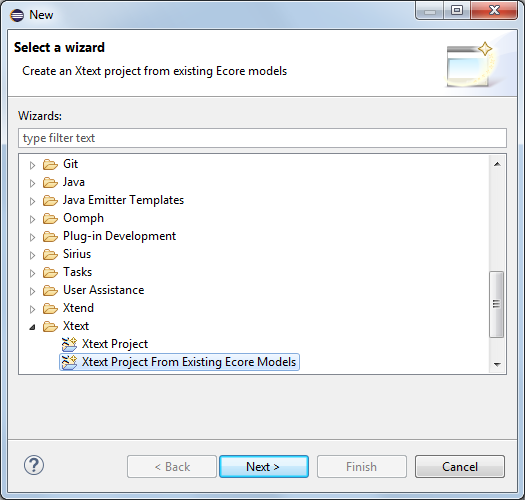 New
Select a wizard
Create an Xtext project from existing Ecore models
Wizards:
type filter text
Git
Java
Java Emitter Templates
Oomph
Plug-in Development
Sirius
Tasks
User Assistance
Xtend
Xtext
Xtext Project
Xtext Project From Existing Ecore Models
? < Back Next > Finish Cancel